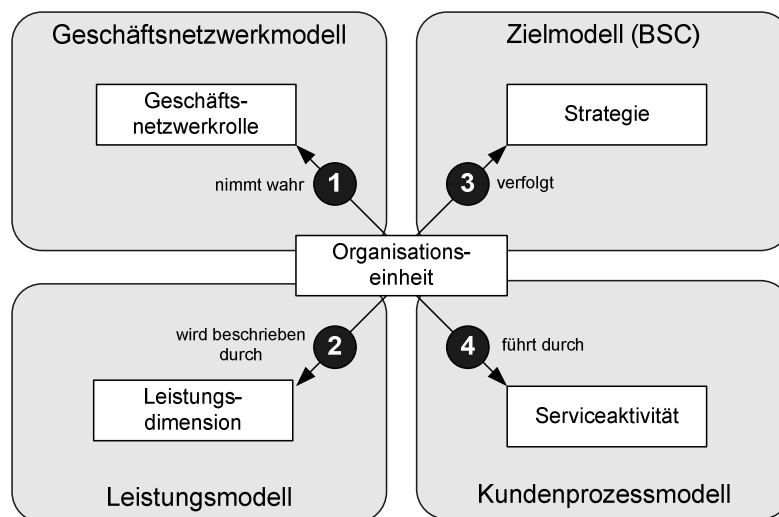 Geschäftsnetzwerkmodell
Geschäfts-
netzwerkrolle
nimmt wahr
1
Zielmodell (BSC)
Strategie
3
verfolgt
Organisations-
einheit
wird beschrieben
durch
2
Leistungs-
dimension
Leistungsmodell
4
führt durch
Serviceaktivität
Kundenprozessmodell